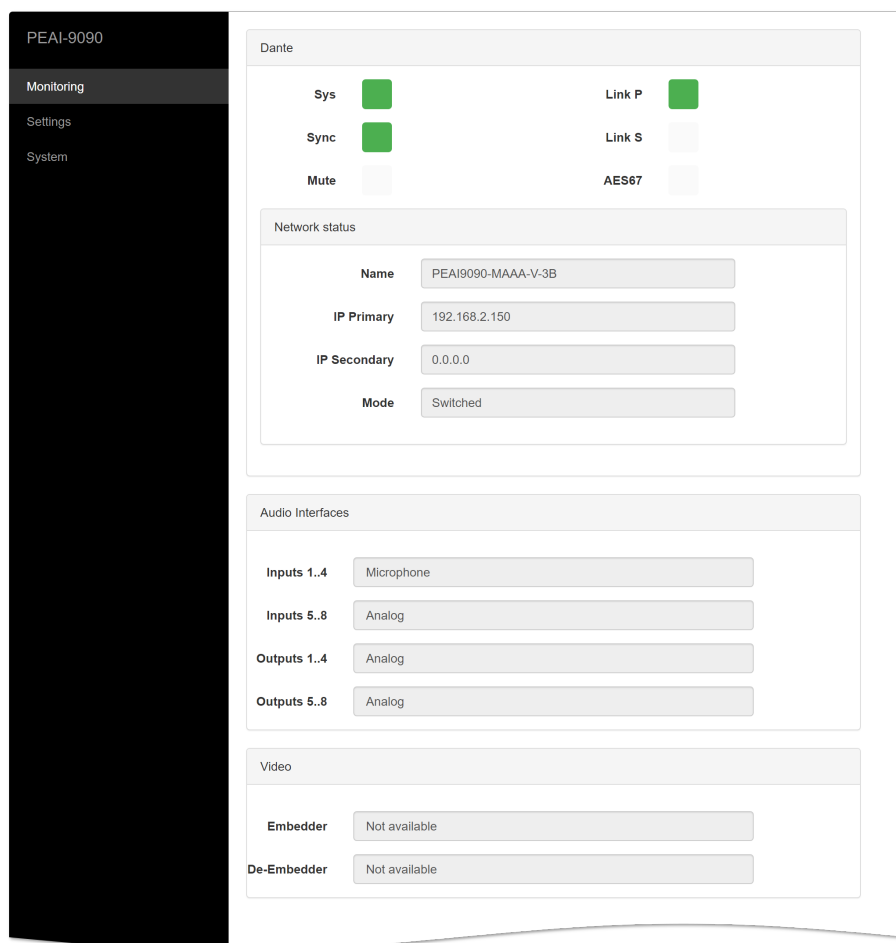 PEAI-9090
Monitoring
Settings
System
Dante
Sys
Link P
Sync
Link S
Mute
AES67
Network status
Name PEAI9090-MAAA-V-3B
IP Primary 192.168.2.150
IP Secondary 0.0.0.0
Mode Switched
Audio Interfaces
Inputs 1..4 Microphone
Inputs 5..8 Analog
Outputs 1..4 Analog
Outputs 5..8 Analog
Video
Embedder Not available
De-Embedder Not available